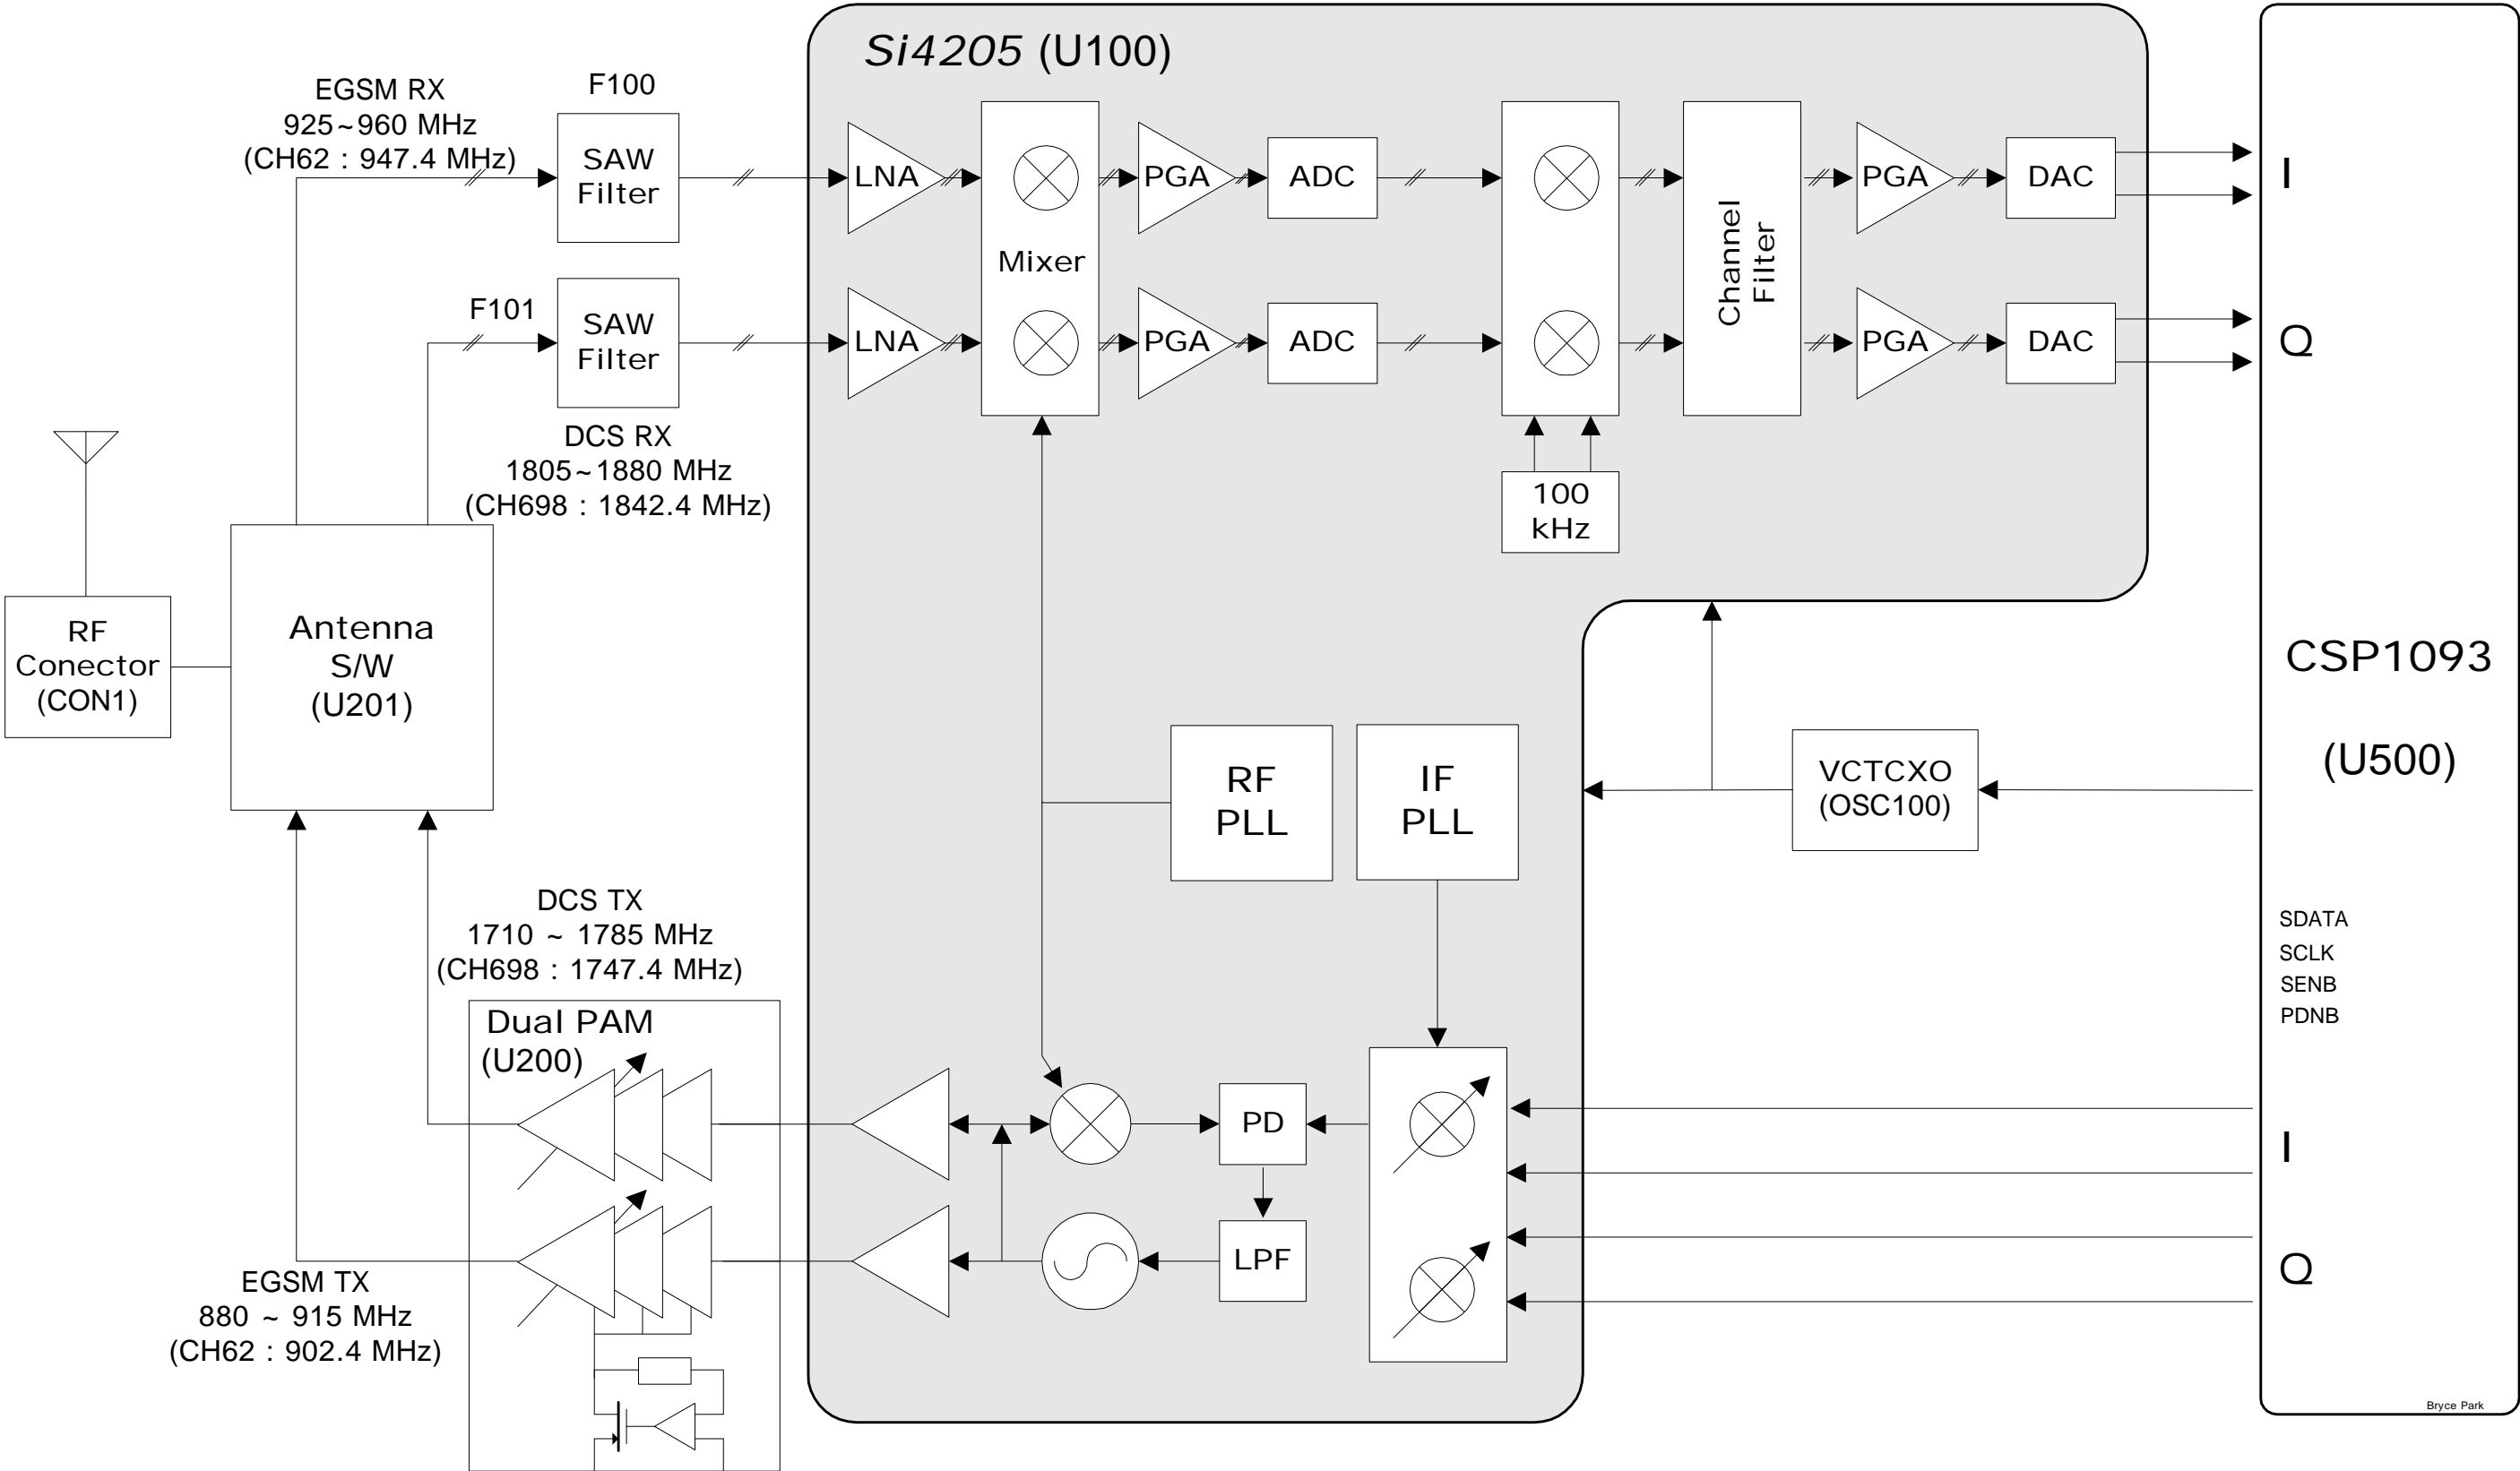 Si4205 (U100)
EGSM RX
925~960 MHz
(CH62 : 947.4 MHz)
F100
SAW
Filter
LNA
PGA
ADC
PGA
DAC
I
Mixer
Channel
Filter
F101
SAW
Filter
LNA
PGA
ADC
PGA
DAC
Q
DCS RX
1805~1880 MHz
(CH698 : 1842.4 MHz)
100
kHz
RF
Conector
(CON1)
Antenna
S/W
(U201)
CSP1093
(U500)
RF
PLL
IF
PLL
VCTCXO
(OSC100)
DCS TX
1710 ~ 1785 MHz
(CH698 : 1747.4 MHz)
SDATA
SCLK
SENB
PDNB
Dual PAM
(U200)
PD
I
LPF
Q
EGSM TX
880 ~ 915 MHz
(CH62 : 902.4 MHz)
Bryce Park